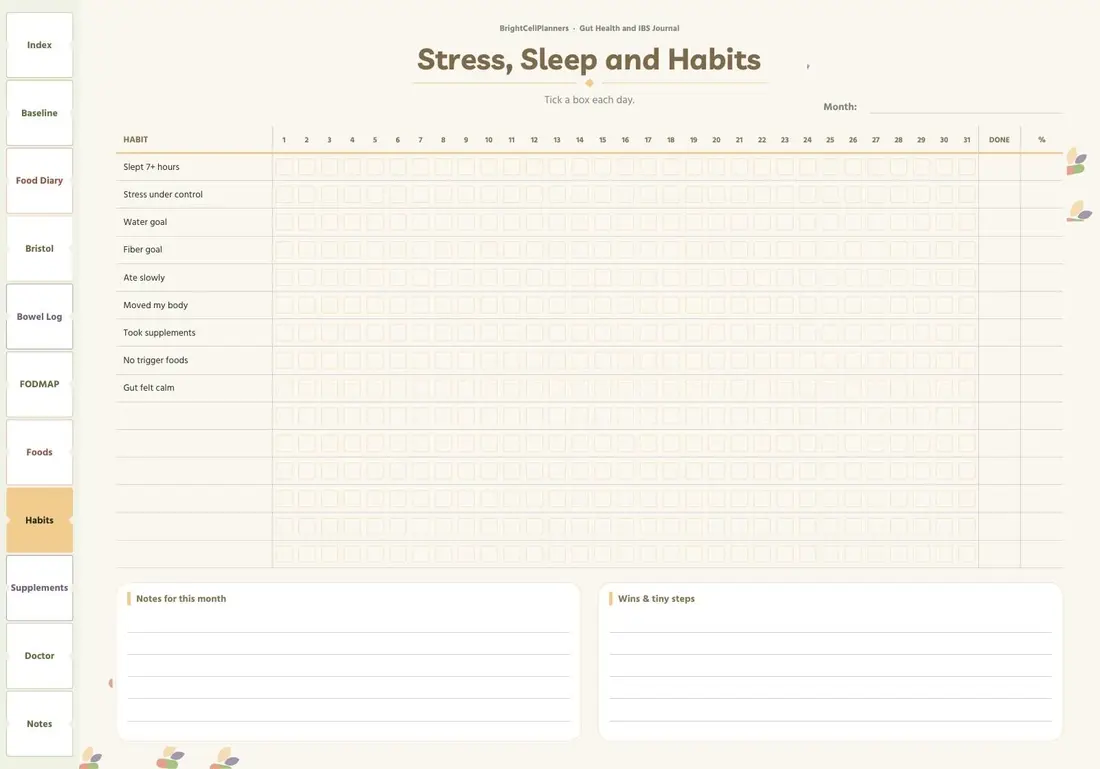 Index
Baseline
Food Diary
Bristol
Bowel Log
FODMAP
Foods
Habits
Supplements
Doctor
Notes
BrightCellPlanners · Gut Health and IBS Journal
Stress, Sleep and Habits
Tick a box each day.
Month:
HABIT 1 2 3 4 5 6 7 8 9 10 11 12 13 14 15 16 17 18 19 20 21 22 23 24 25 26 27 28 29 30 31 DONE %
Slept 7+ hours
Stress under control
Water goal
Fiber goal
Ate slowly
Moved my body
Took supplements
No trigger foods
Gut felt calm
Notes for this month
Wins & tiny steps